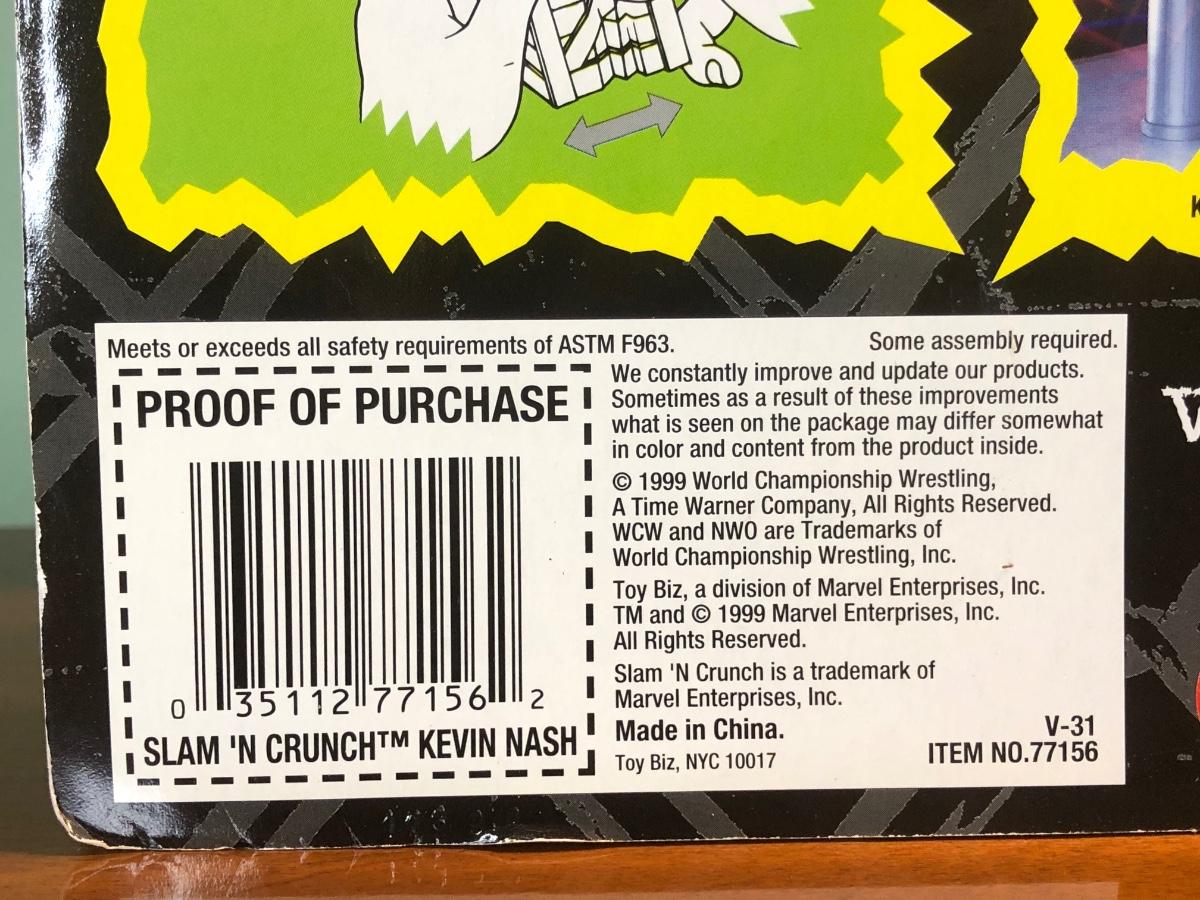 Meets or exceeds all safety requirements of ASTM F963.
Some assembly required.
PROOF OF PURCHASE
0 35112 77156 2
SLAM 'N CRUNCH™ KEVIN NASH
We constantly improve and update our products.
Sometimes as a result of these improvements
what is seen on the package may differ somewhat
in color and content from the product inside.
© 1999 World Championship Wrestling,
A Time Warner Company, All Rights Reserved.
WCW and NWO are Trademarks of
World Championship Wrestling, Inc.
Toy Biz, a division of Marvel Enterprises, Inc.
TM and © 1999 Marvel Enterprises, Inc.
All Rights Reserved.
Slam 'N Crunch is a trademark of
Marvel Enterprises, Inc.
Made in China.
Toy Biz, NYC 10017
V-31
ITEM NO.77156